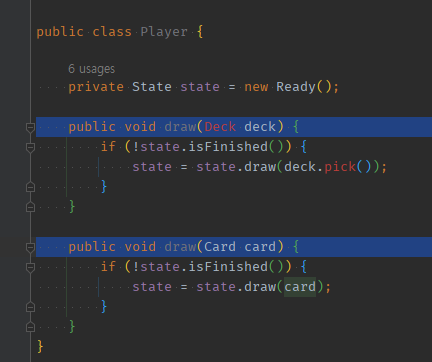 public class Player {
6 usages
private State state = new Ready();
public void draw(Deck deck) {
if (!state.isFinished()) {
state = state.draw(deck.pick());
}
}
public void draw(Card card) {
if (!state.isFinished()) {
state = state.draw(card);
}
}
}